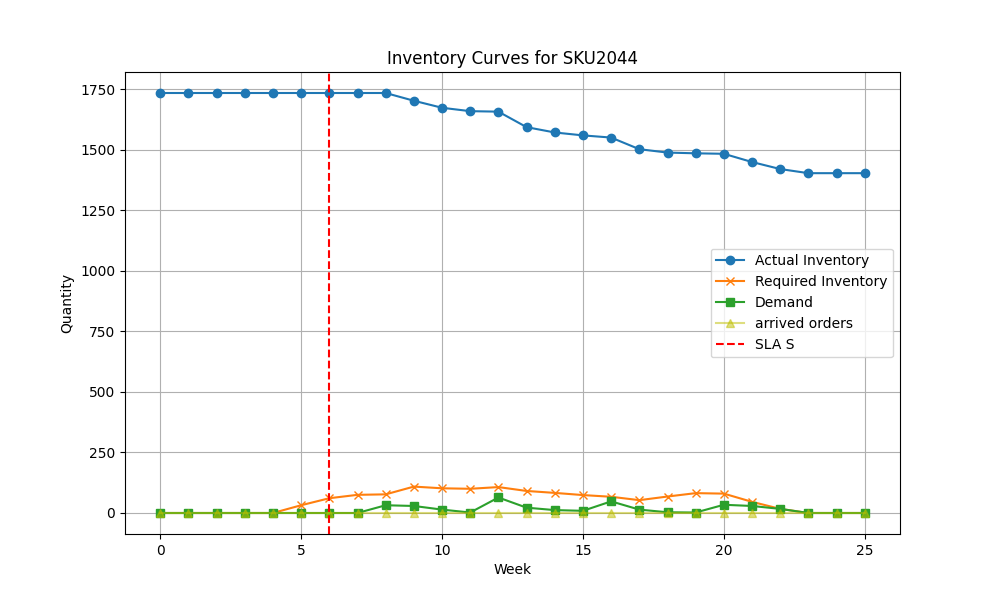 Inventory Curves for SKU2044
1750
1500
1250
1000
750
500
250
0
Quantity
Actual Inventory
Required Inventory
Demand
arrived orders
SLA S
0 5 10 15 20 25
Week